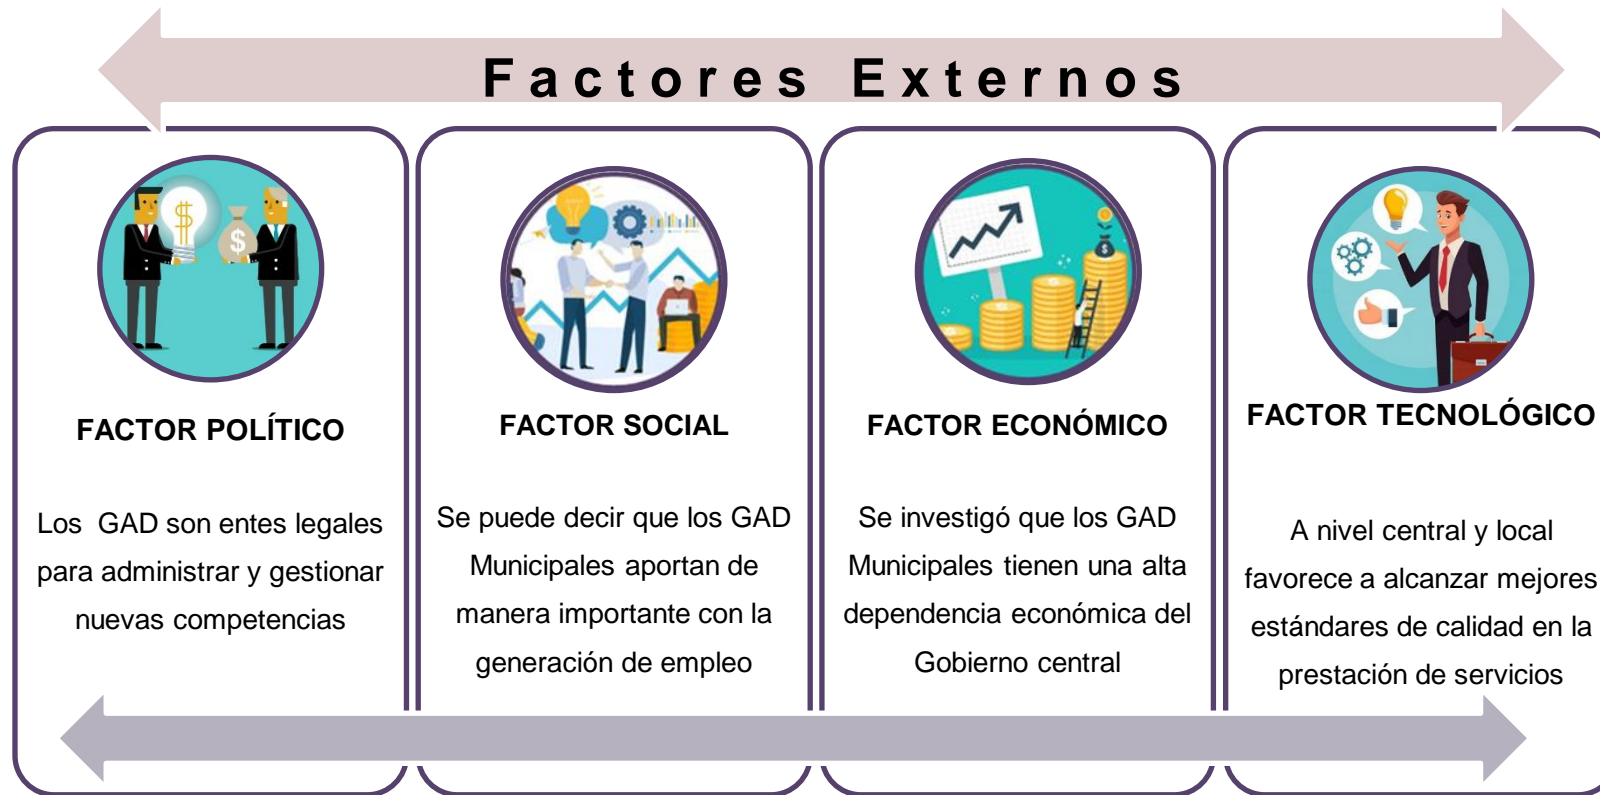 Factores Externos
FACTOR POLÍTICO
Los GAD son entes legales
para administrar y gestionar
nuevas competencias
FACTOR SOCIAL
Se puede decir que los GAD
Municipales aportan de
manera importante con la
generación de empleo
FACTOR ECONÓMICO
Se investigó que los GAD
Municipales tienen una alta
dependencia económica del
Gobierno central
FACTOR TECNOLÓGICO
A nivel central y local
favorece a alcanzar mejores
estándares de calidad en la
prestación de servicios